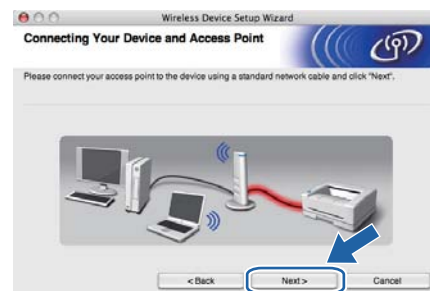 Wireless Device Setup Wizard
Connecting Your Device and Access Point
Please connect your access point to the device using a standard network cable and click "Next".
< Back Next > Cancel